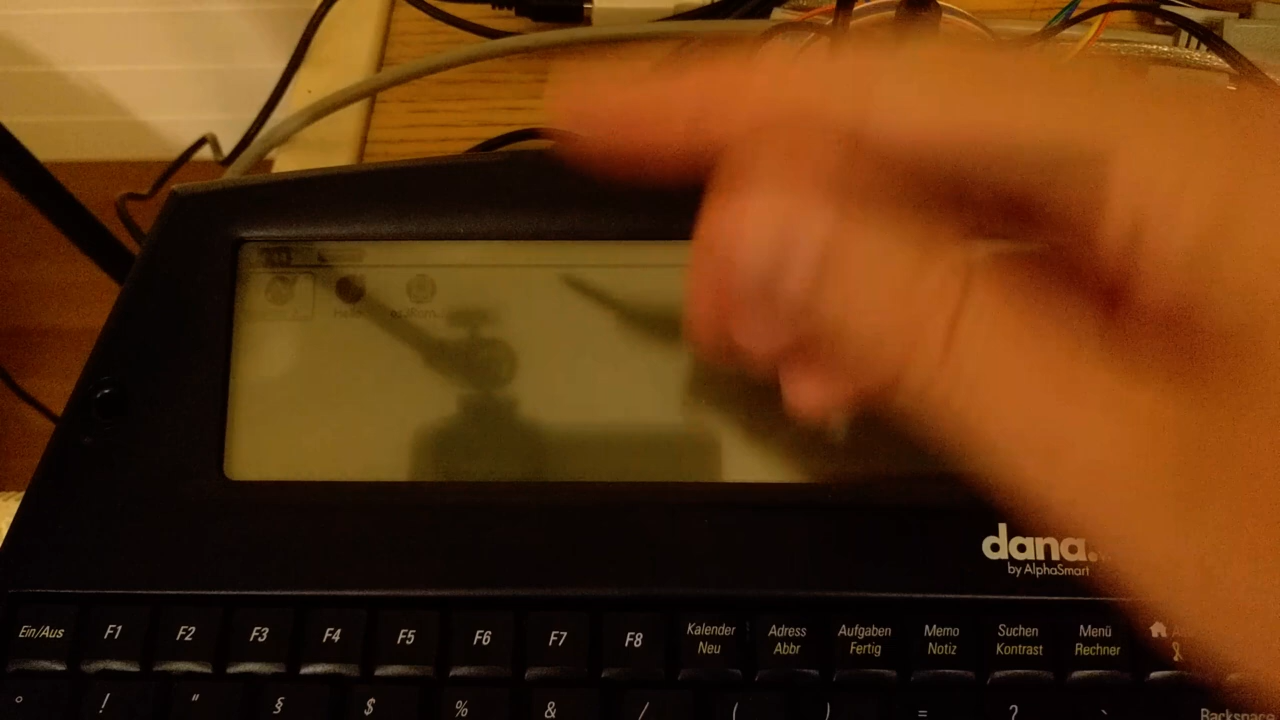 Hello
dana.
by AlphaSmart
Ein/Aus F1 F2 F3 F4 F5 F6 F7 F8 Kalender Adress Aufgaben Memo Suchen Menü
Neu Abbr Fertig Notiz Kontrast Rechner
° ! " § $ % & / ( ) = ? ` Backspace